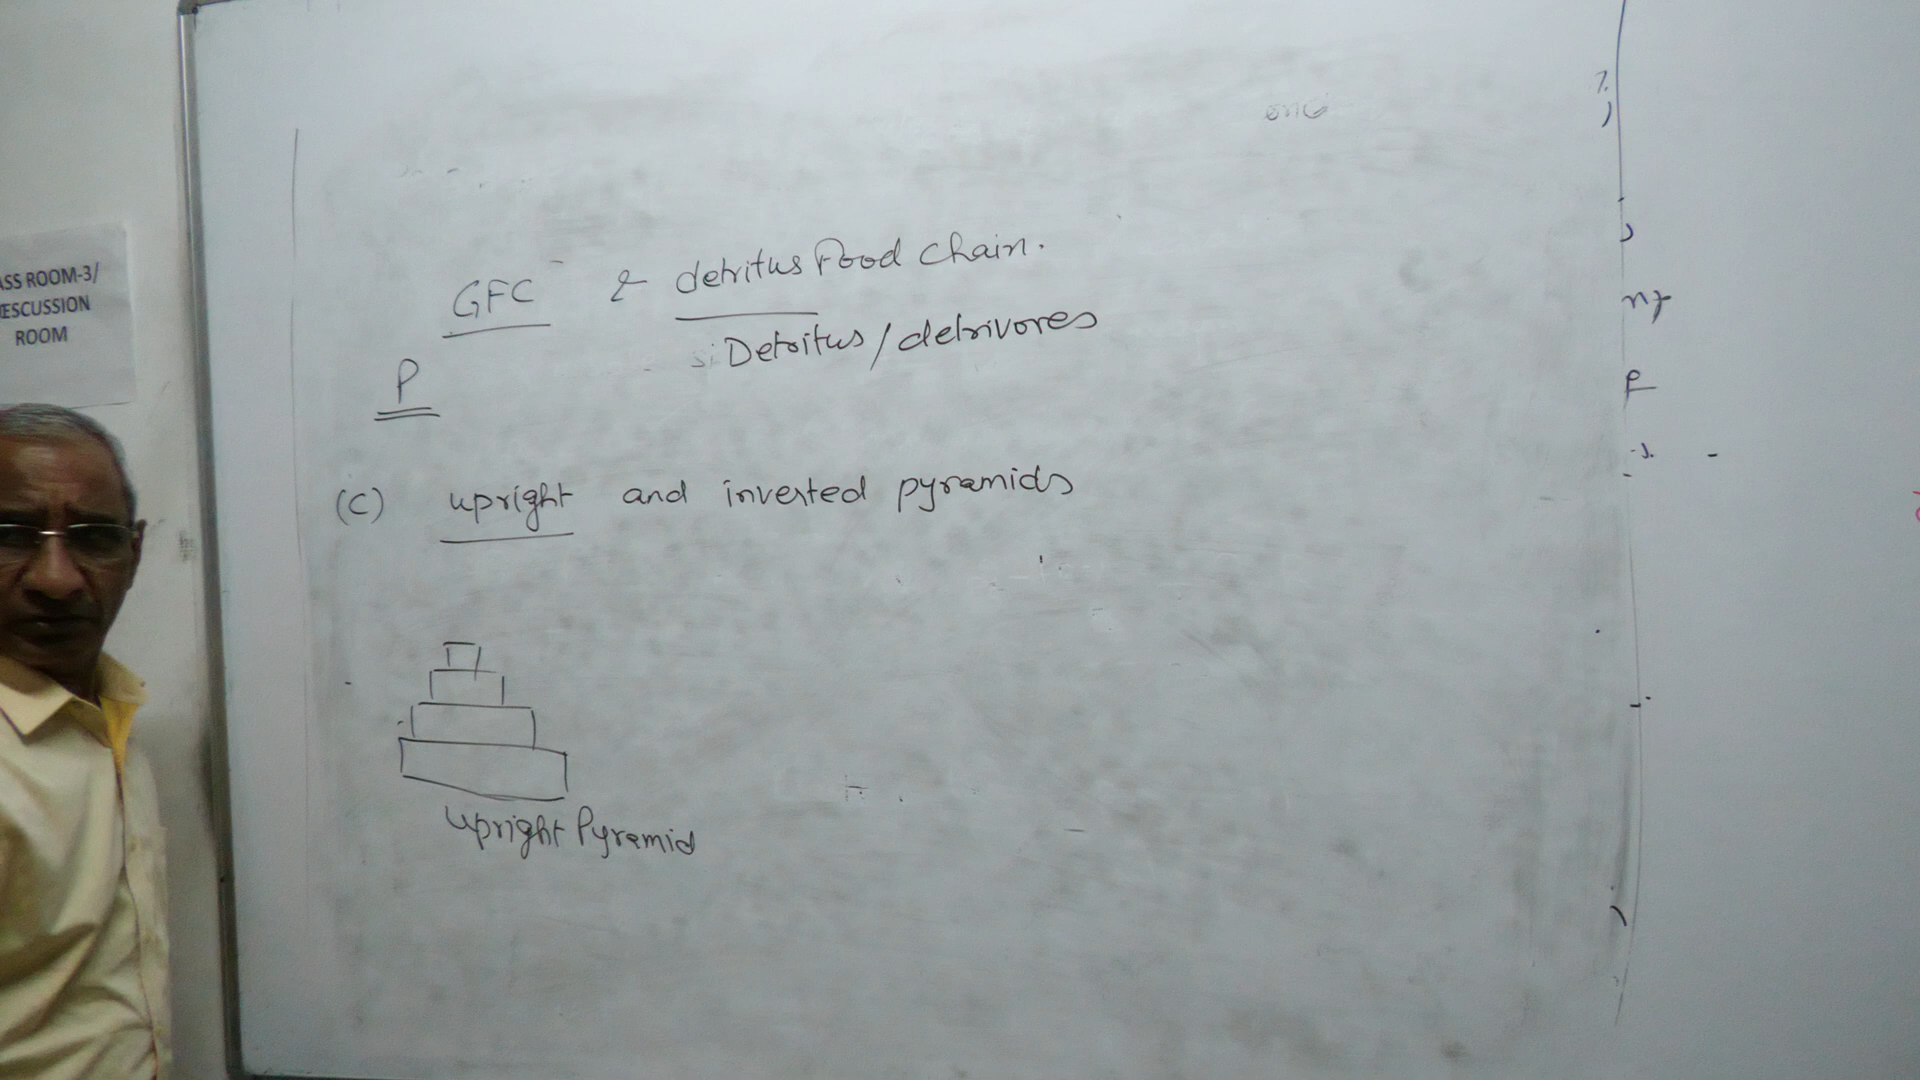 ASS ROOM-3/
ESCUSSION
ROOM
GFC & detritus Food chain.
Detritus / detrivores
P
(C) upright and inverted pyramids
upright Pyramid